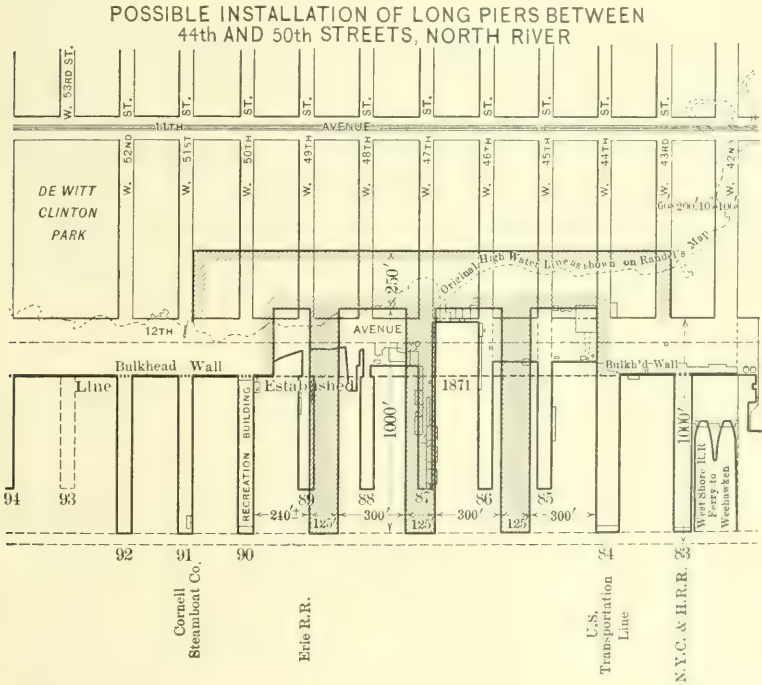 POSSIBLE INSTALLATION OF LONG PIERS BETWEEN
44th AND 50th STREETS, NORTH RIVER
W. 53RD ST.
W. 52ND ST.
W. 51ST ST.
W. 50TH ST.
W. 49TH ST.
W. 48TH ST.
W. 47TH ST.
W. 46TH ST.
W. 45TH ST.
W. 44TH ST.
W. 43RD ST.
W. 42ND
11TH AVENUE
DE WITT
CLINTON
PARK
60' 200' 10' 100'
Original High Water Line as shown on Randel's Map
250'
12TH AVENUE
Bulkhead Wall
Bulkh'd-Wall
Line Established 1871
RECREATION BUILDING
1000'
1000'
West Shore R.R
Ferry to
Weehawken
94 93 89 88 87 86 85
240'± 125' 300' 125' 300' 125' 300'
92 91 90 84 83
Cornell
Steamboat Co.
Erie R.R.
U.S.
Transportation
Line
N.Y.C. & H.R.R.